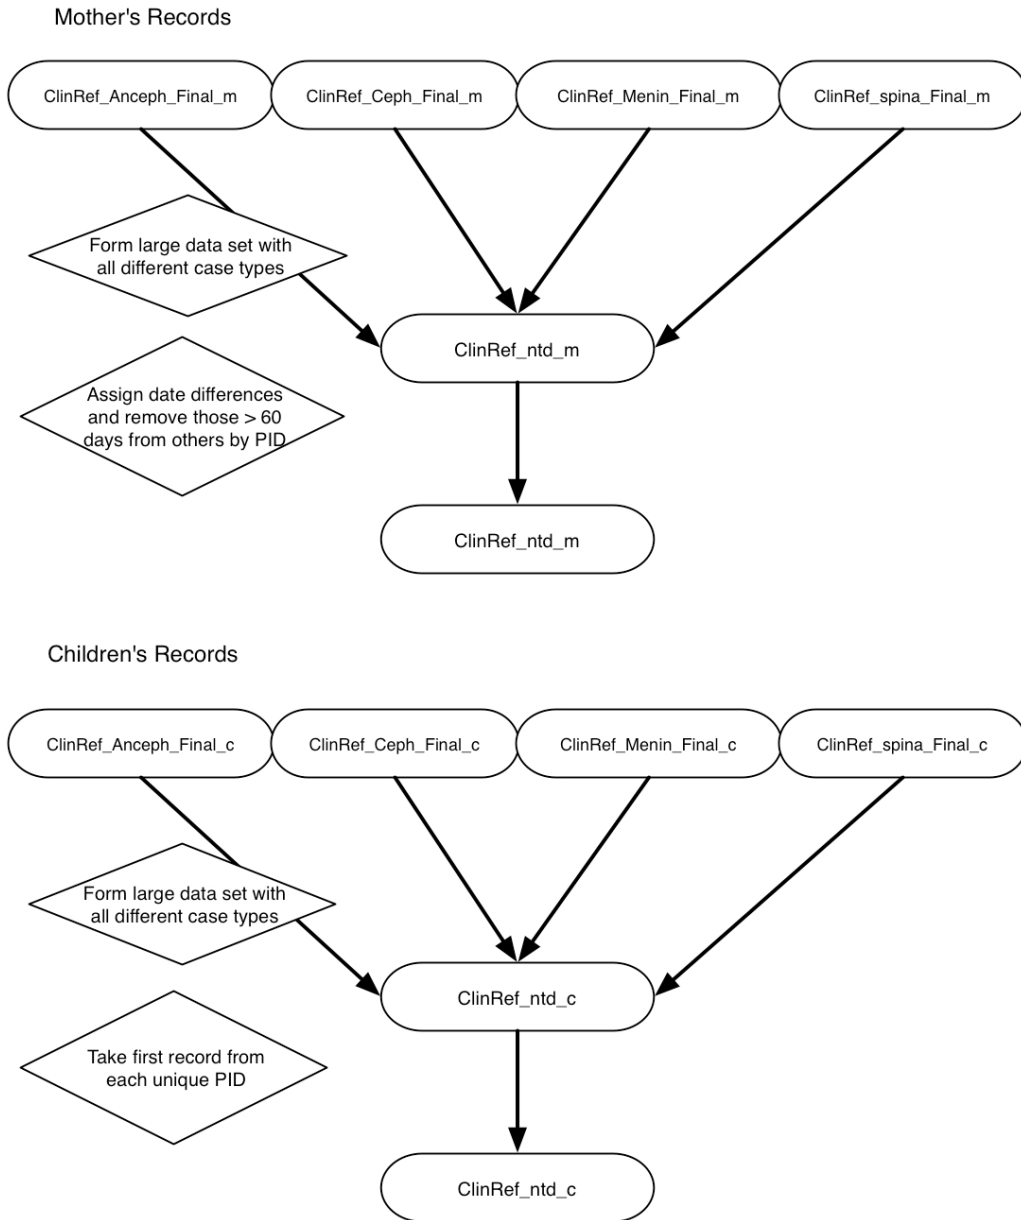 Mother's Records
ClinRef_Anceph_Final_m
ClinRef_Ceph_Final_m
ClinRef_Menin_Final_m
ClinRef_spina_Final_m
Form large data set with
all different case types
ClinRef_ntd_m
Assign date differences
and remove those > 60
days from others by PID
ClinRef_ntd_m
Children's Records
ClinRef_Anceph_Final_c
ClinRef_Ceph_Final_c
ClinRef_Menin_Final_c
ClinRef_spina_Final_c
Form large data set with
all different case types
ClinRef_ntd_c
Take first record from
each unique PID
ClinRef_ntd_c